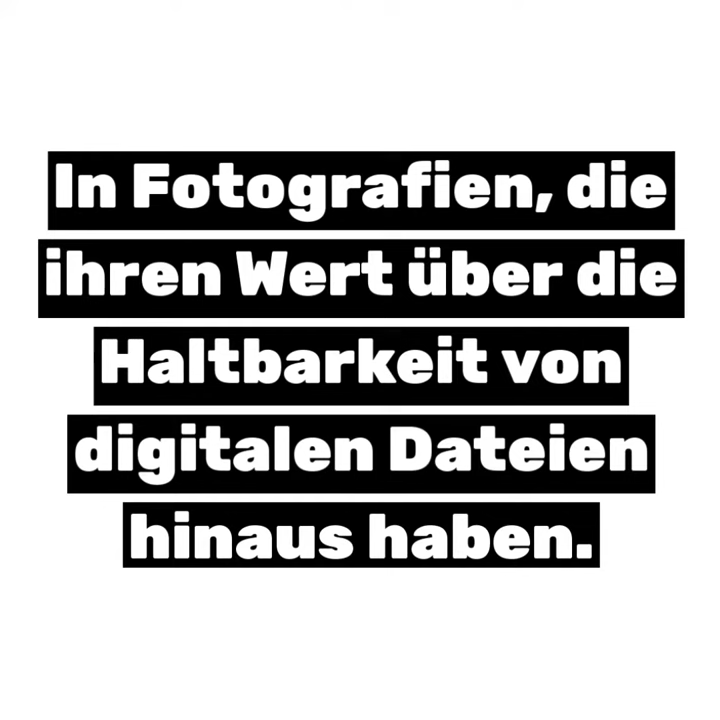 In Fotografien, die
ihren Wert über die
Haltbarkeit von
digitalen Dateien
hinaus haben.